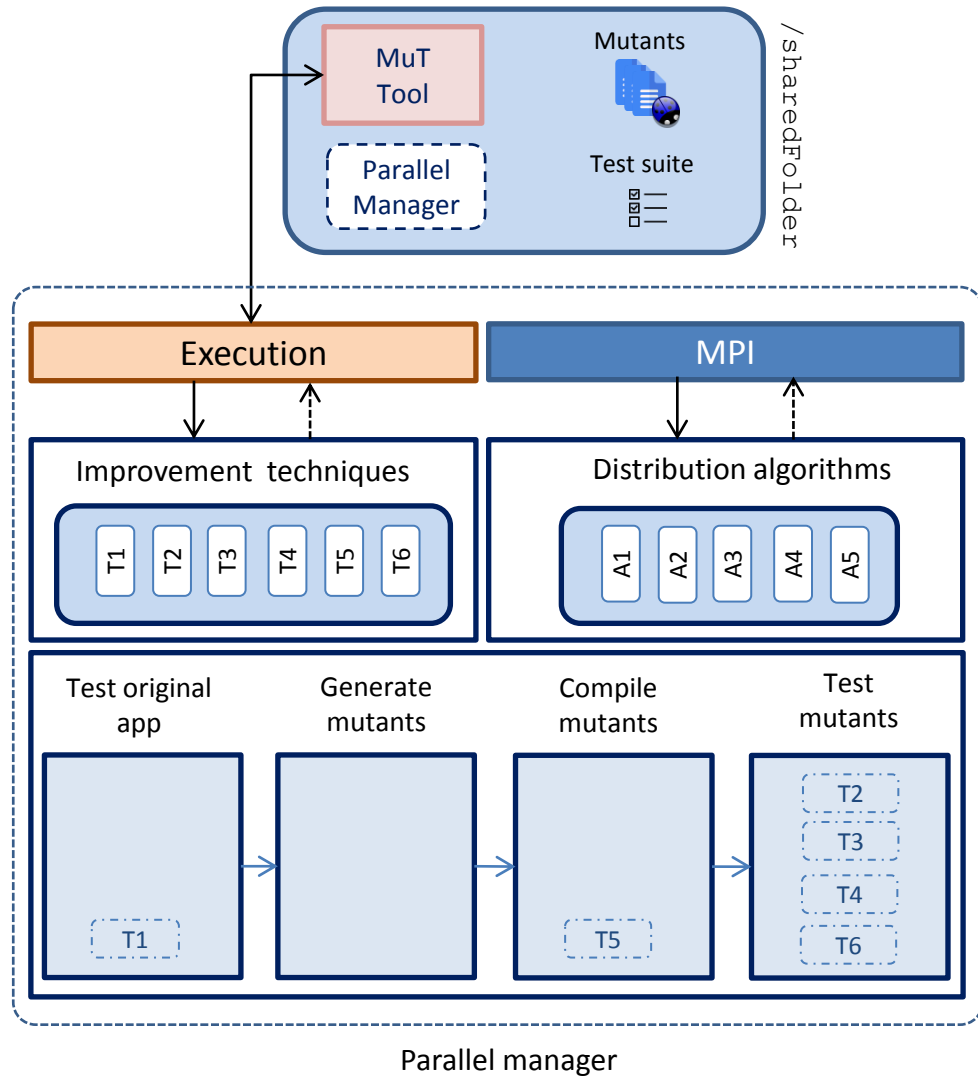 MuT
Tool
Mutants
Parallel
Manager
Test suite
/sharedFolder
Execution
MPI
Improvement techniques
T1
T2
T3
T4
T5
T6
Distribution algorithms
A1
A2
A3
A4
A5
Test original
app
Generate
mutants
Compile
mutants
Test
mutants
T1
T5
T2
T3
T4
T6
Parallel manager